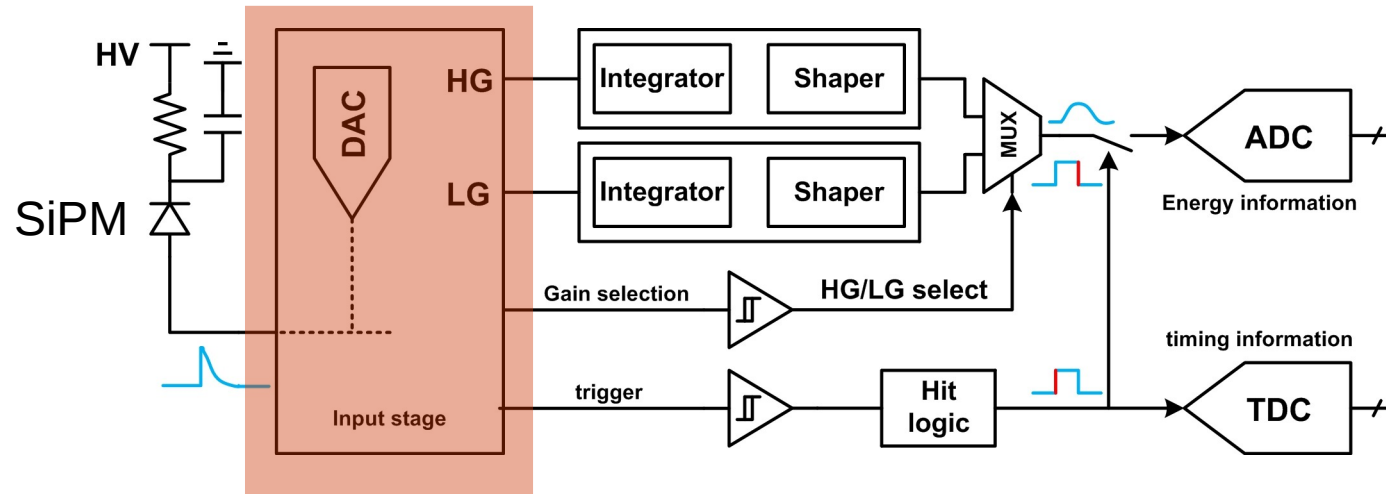 HV
SiPM
DAC
HG
LG
Input stage
Integrator
Shaper
Integrator
Shaper
MUX
ADC
Energy information
Gain selection
HG/LG select
trigger
Hit
logic
timing information
TDC